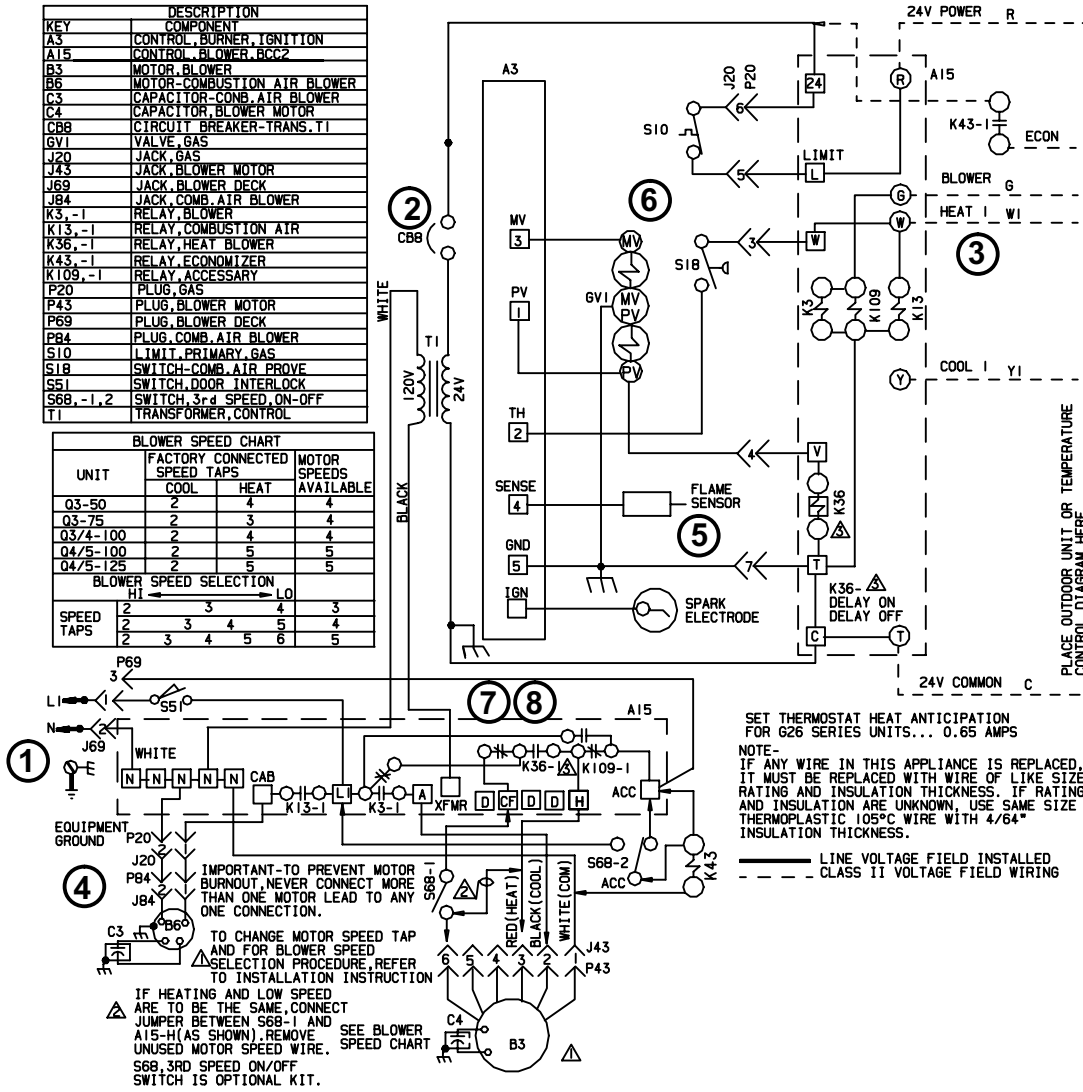 DESCRIPTION
KEY COMPONENT
A3 CONTROL,BURNER,IGNITION
A15 CONTROL.BLOWER.BCC2
B3 MOTOR,BLOWER
B6 MOTOR-COMBUSTION AIR BLOWER
C3 CAPACITOR-CONB.AIR BLOWER
C4 CAPACITOR,BLOWER MOTOR
CB8 CIRCUIT BREAKER-TRANS.T1
GV1 VALVE,GAS
J20 JACK,GAS
J43 JACK,BLOWER MOTOR
J69 JACK,BLOWER DECK
J84 JACK,COMB.AIR BLOWER
K3,-1 RELAY,BLOWER
K13,-1 RELAY,COMBUSTION AIR
K36,-1 RELAY,HEAT BLOWER
K43,-1 RELAY,ECONOMIZER
K109,-1 RELAY,ACCESSARY
P20 PLUG,GAS
P43 PLUG,BLOWER MOTOR
P69 PLUG,BLOWER DECK
P84 PLUG,COMB.AIR BLOWER
S10 LIMIT,PRIMARY,GAS
S18 SWITCH-COMB.AIR PROVE
S51 SWITCH,DOOR INTERLOCK
S68,-1,2 SWITCH,3rd SPEED,ON-OFF
T1 TRANSFORMER,CONTROL
BLOWER SPEED CHART
UNIT FACTORY CONNECTED SPEED TAPS MOTOR SPEEDS AVAILABLE
COOL HEAT
Q3-50 2 4 4
Q3-75 2 3 4
Q3/4-100 2 4 4
Q4/5-100 2 5 5
Q4/5-125 2 5 5
BLOWER SPEED SELECTION
HI LO
SPEED TAPS
2 3 4 3
2 3 4 5 4
2 3 4 5 6 5
2
CB8
WHITE
T1
120V
24V
BLACK
A3
MV
3
PV
1
TH
2
SENSE
4
GND
5
IGN
6
MV
GV1
MV
PV
PV
FLAME
SENSOR
5
SPARK
ELECTRODE
J20
P20
6
S10
5
3
S18
4
7
24
LIMIT
L
W
V
T
C
24V POWER R
R
A15
K43-1
ECON
BLOWER G
G
HEAT 1 W1
W
3
K3
K109
K13
COOL 1 Y1
Y
K36
3
K36- 3
DELAY ON
DELAY OFF
T
24V COMMON C
PLACE OUTDOOR UNIT OR TEMPERATURE
CONTROL DIAGRAM HERE
P69
3
L1 1 S51
N 2
J69
1
E
WHITE
N N N N N
CAB
K13-1
L1
K3-1
A
XFMR
7 8
A15
K36-1 3 K109-1
D CF D D H
ACC
EQUIPMENT
GROUND
4
P20
J20
P84
J84
2 1
2 1
B6
C3
IMPORTANT-TO PREVENT MOTOR
BURNOUT,NEVER CONNECT MORE
THAN ONE MOTOR LEAD TO ANY
ONE CONNECTION.
1 TO CHANGE MOTOR SPEED TAP
AND FOR BLOWER SPEED
SELECTION PROCEDURE,REFER
TO INSTALLATION INSTRUCTION
2 IF HEATING AND LOW SPEED
ARE TO BE THE SAME,CONNECT
JUMPER BETWEEN S68-1 AND
A15-H(AS SHOWN).REMOVE
UNUSED MOTOR SPEED WIRE.
S68,3RD SPEED ON/OFF
SWITCH IS OPTIONAL KIT.
SEE BLOWER
SPEED CHART
S68-1
2
RED(HEAT)
BLACK(COOL)
WHITE(COM)
S68-2
ACC
K43
6 5 4 3 2 1
J43
P43
C4
B3
1
SET THERMOSTAT HEAT ANTICIPATION
FOR G26 SERIES UNITS... 0.65 AMPS
NOTE-
IF ANY WIRE IN THIS APPLIANCE IS REPLACED,
IT MUST BE REPLACED WITH WIRE OF LIKE SIZE
RATING AND INSULATION THICKNESS. IF RATING
AND INSULATION ARE UNKNOWN, USE SAME SIZE
THERMOPLASTIC 105°C WIRE WITH 4/64"
INSULATION THICKNESS.
LINE VOLTAGE FIELD INSTALLED
CLASS II VOLTAGE FIELD WIRING